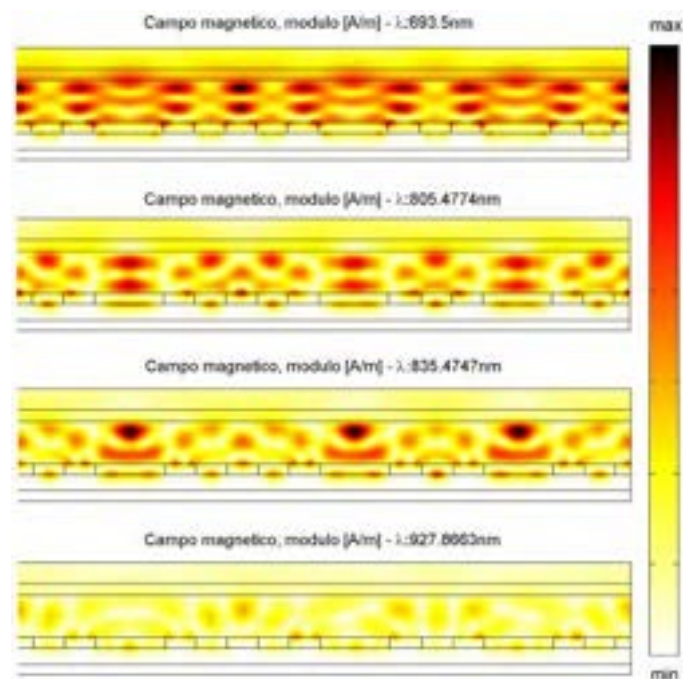 Campo magnetico, modulo [A/m] - λ:693.5nm
max
Campo magnetico, modulo [A/m] - λ:805.4774nm
Campo magnetico, modulo [A/m] - λ:835.4747nm
Campo magnetico, modulo [A/m] - λ:927.8663nm
min